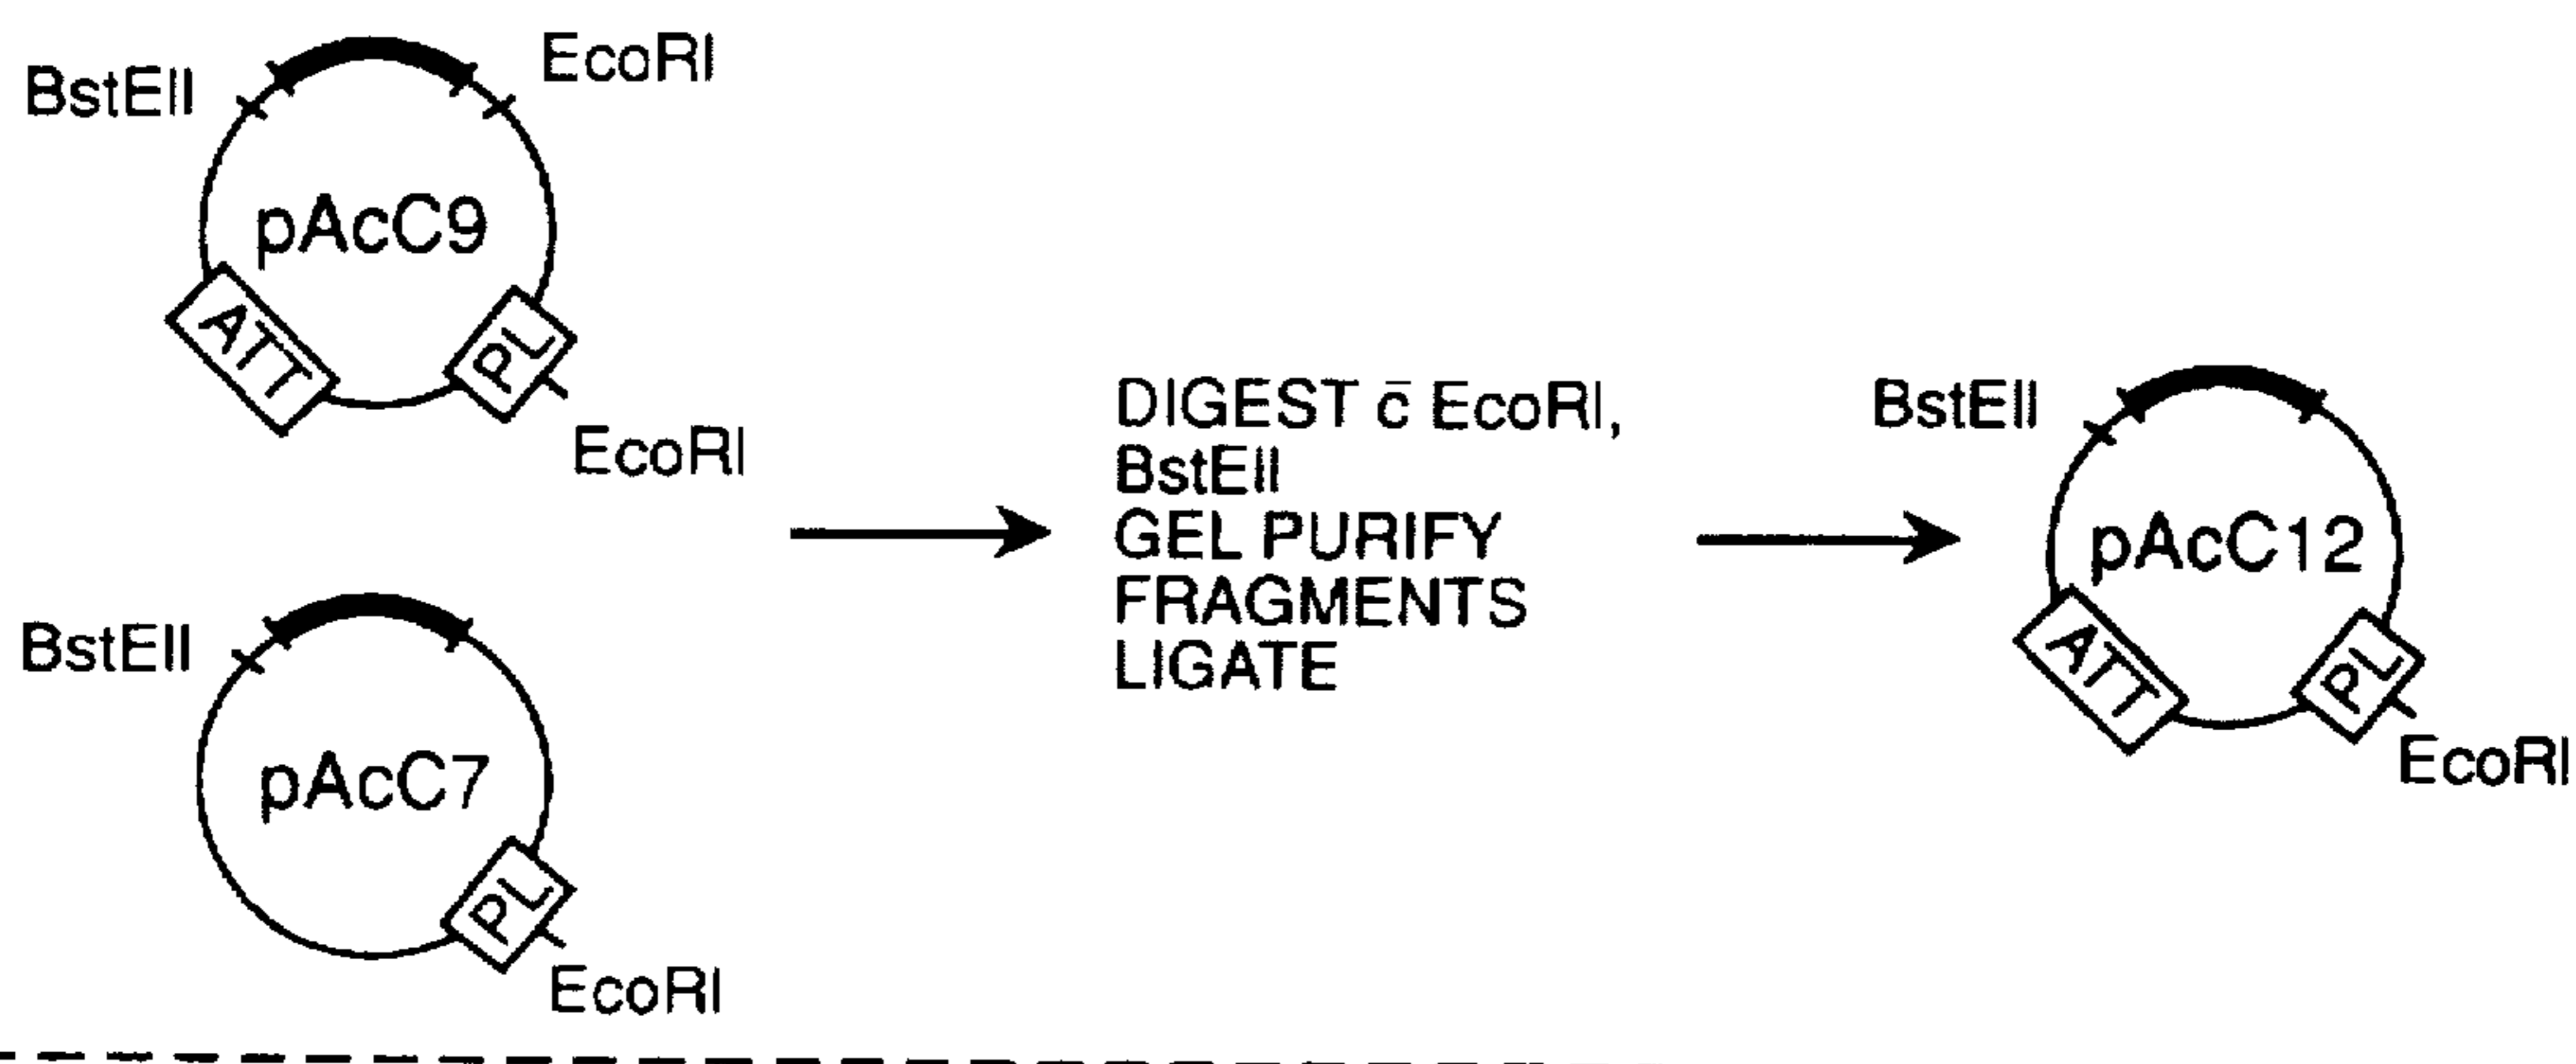 BstEII
EcoRI
pAcC9
ATT
PL
EcoRI
BstEII
pAcC7
PL
EcoRI
DIGEST c̄ EcoRI,
BstEII
GEL PURIFY
FRAGMENTS
LIGATE
BstEII
pAcC12
ATT
PL
EcoRI